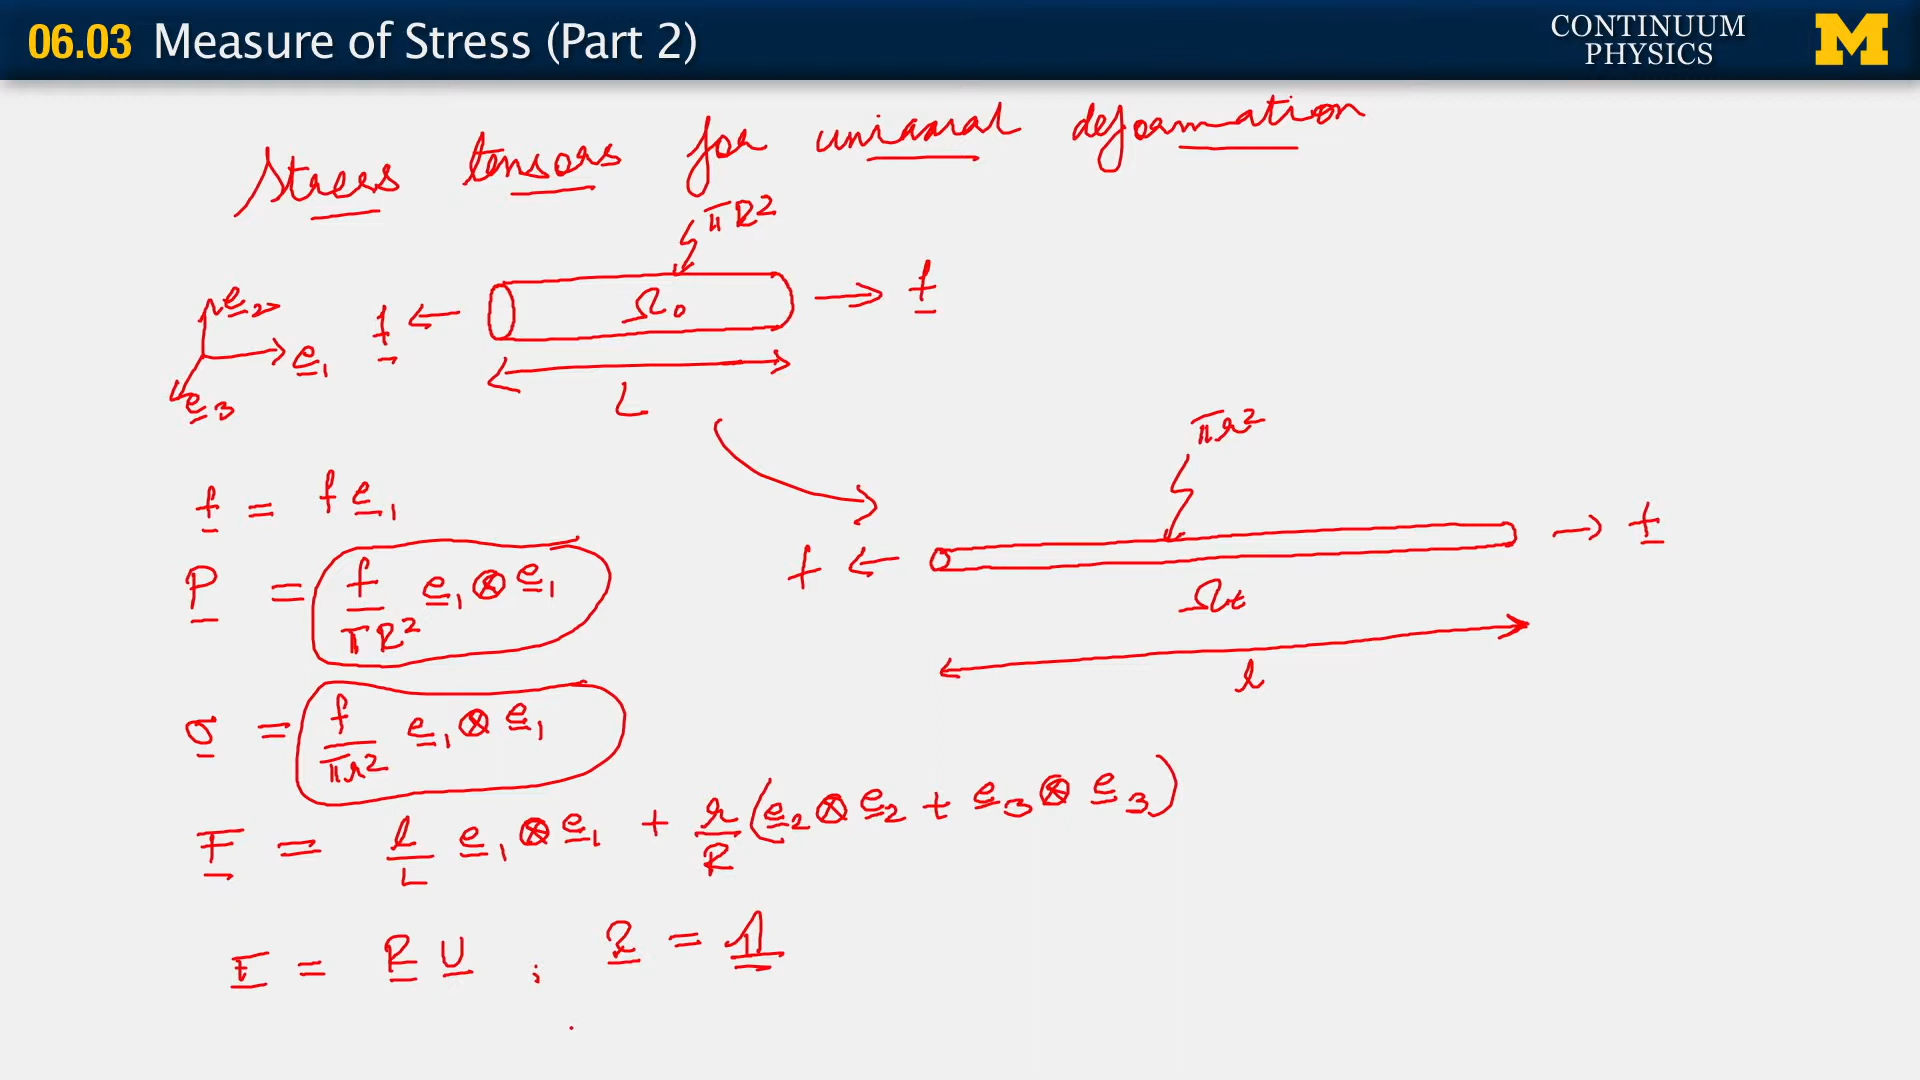 06.03 Measure of Stress (Part 2)
CONTINUUM
PHYSICS
M
Stress tensors for uniaxial deformation
πR²
e₂
f
Ω₀
f
e₁
e₃
L
πr²
f = f e₁
f
f
P = f/πR² e₁⊗e₁
Ωt
l
σ = f/πr² e₁⊗e₁
F = l/L e₁⊗e₁ + r/R (e₂⊗e₂ + e₃⊗e₃)
F = R U ; R = 1